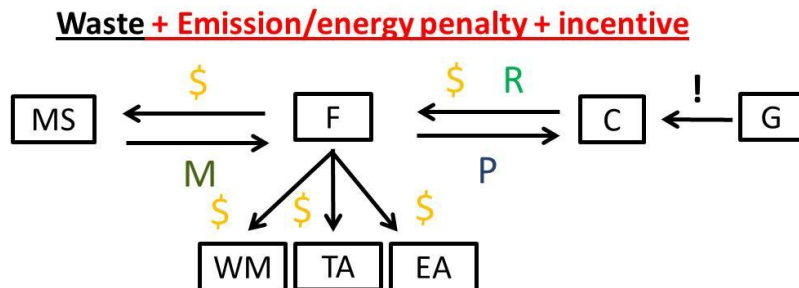 Waste + Emission/energy penalty + incentive
$ $ R !
MS F C G
M P
$ $ $
WM TA EA